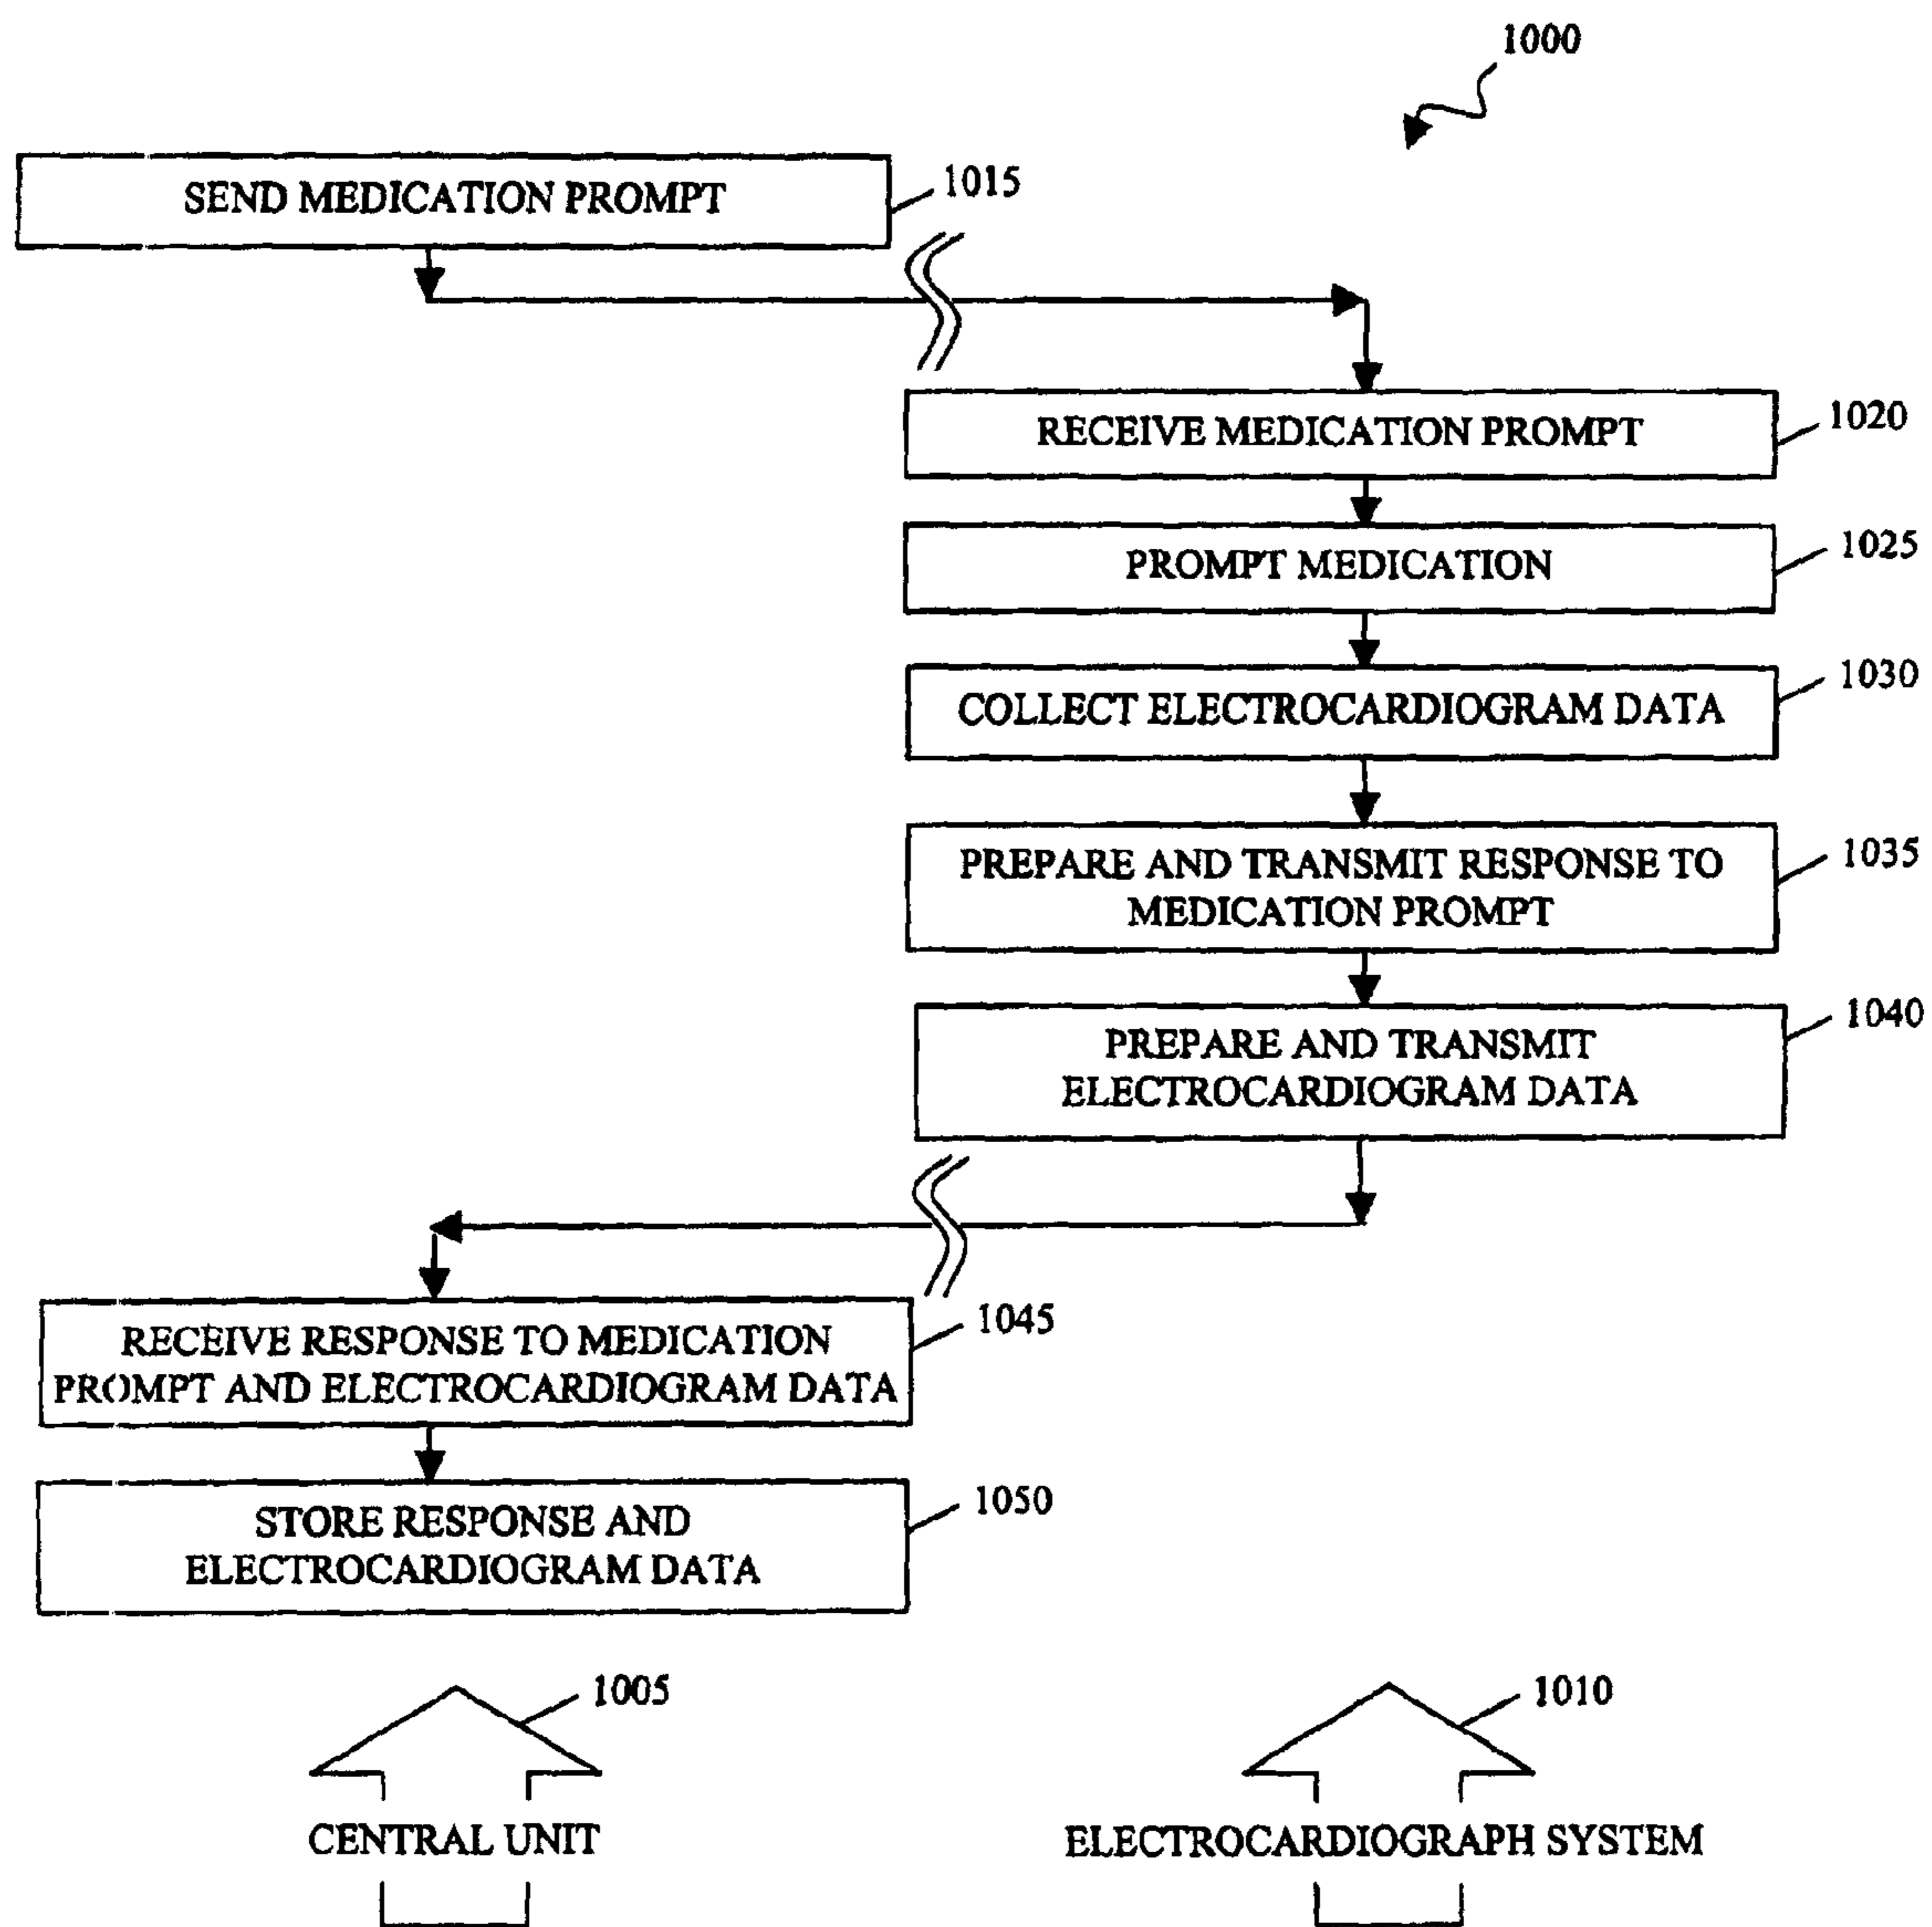 1000
SEND MEDICATION PROMPT
1015
RECEIVE MEDICATION PROMPT
1020
PROMPT MEDICATION
1025
COLLECT ELECTROCARDIOGRAM DATA
1030
PREPARE AND TRANSMIT RESPONSE TO
MEDICATION PROMPT
1035
PREPARE AND TRANSMIT
ELECTROCARDIOGRAM DATA
1040
RECEIVE RESPONSE TO MEDICATION
PROMPT AND ELECTROCARDIOGRAM DATA
1045
STORE RESPONSE AND
ELECTROCARDIOGRAM DATA
1050
1005
CENTRAL UNIT
1010
ELECTROCARDIOGRAPH SYSTEM